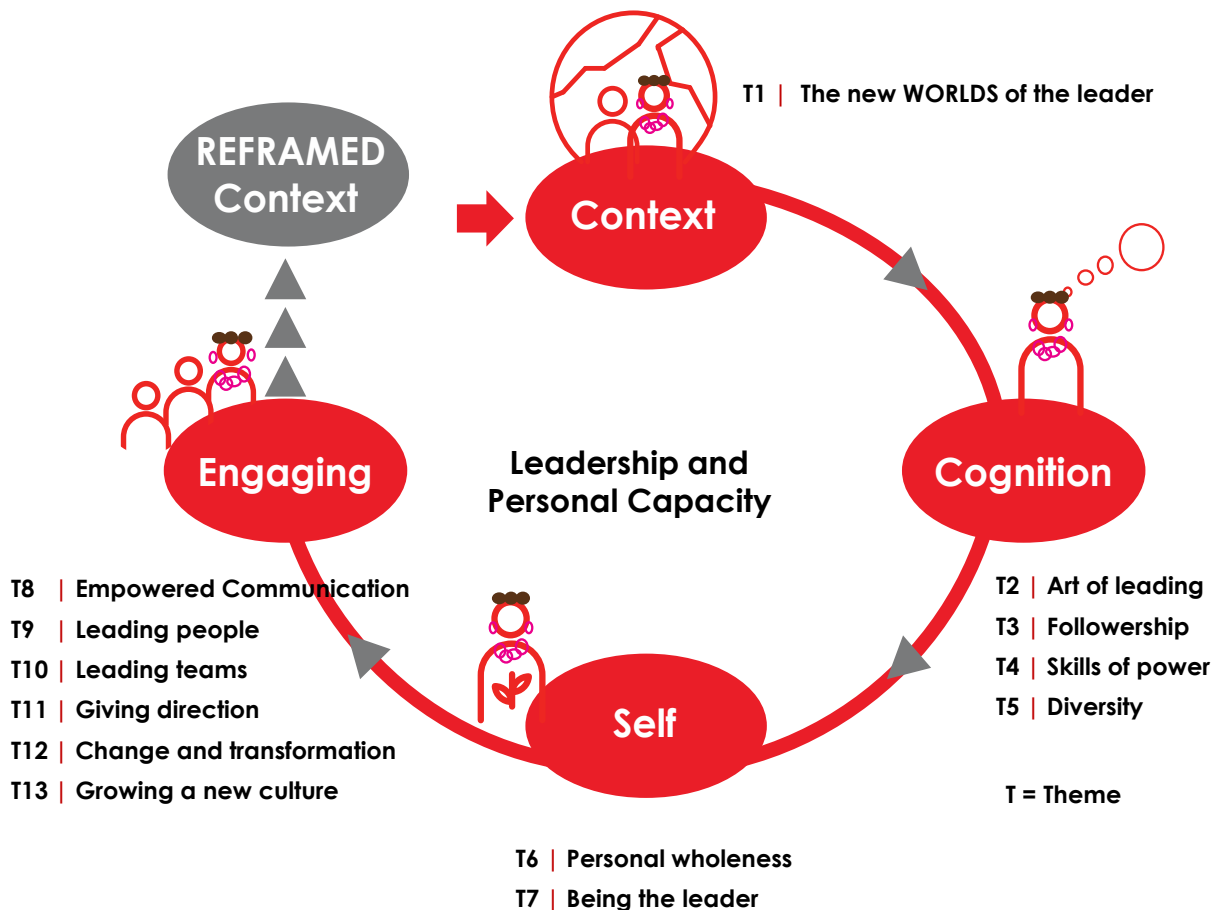 T1 | The new WORLDS of the leader
REFRAMED
Context
Context
Engaging
Leadership and
Personal Capacity
Cognition
T8 | Empowered Communication
T9 | Leading people
T10 | Leading teams
T11 | Giving direction
T12 | Change and transformation
T13 | Growing a new culture
Self
T2 | Art of leading
T3 | Followership
T4 | Skills of power
T5 | Diversity
T = Theme
T6 | Personal wholeness
T7 | Being the leader